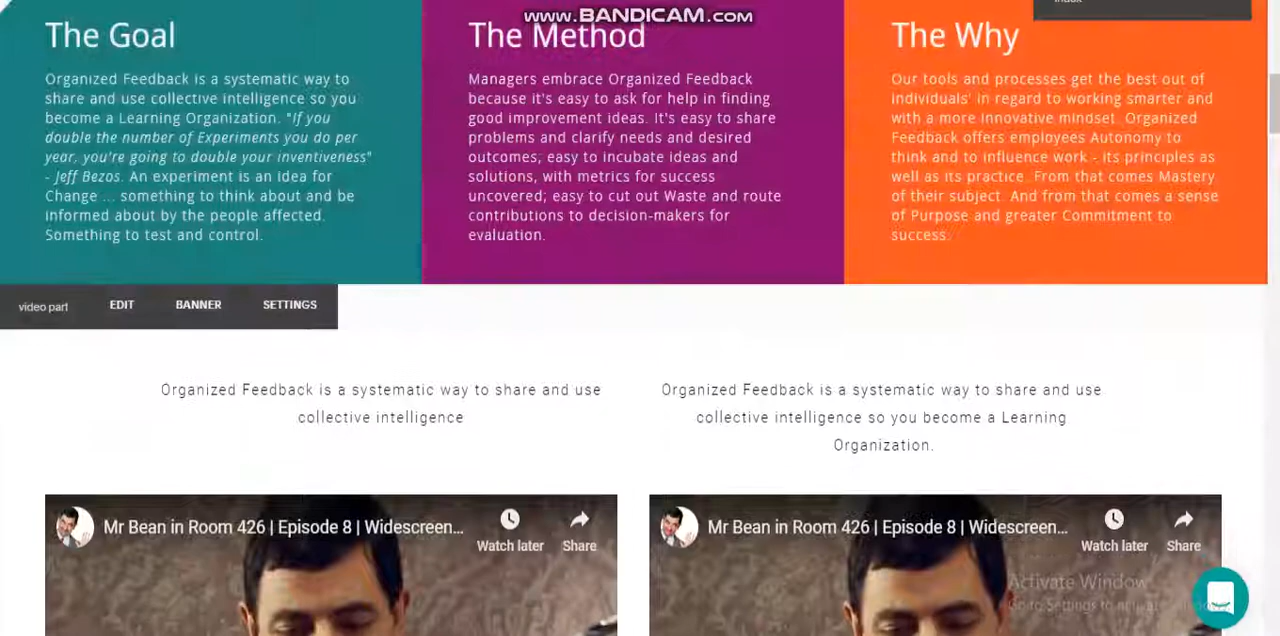 www.BANDICAM.com
The Goal
Organized Feedback is a systematic way to
share and use collective intelligence so you
become a Learning Organization. "If you
double the number of Experiments you do per
year, you're going to double your inventiveness"
- Jeff Bezos. An experiment is an idea for
Change ... something to think about and be
informed about by the people affected.
Something to test and control.
The Method
Managers embrace Organized Feedback
because it's easy to ask for help in finding
good improvement ideas. It's easy to share
problems and clarify needs and desired
outcomes; easy to incubate ideas and
solutions, with metrics for success
uncovered; easy to cut out Waste and route
contributions to decision-makers for
evaluation.
The Why
Our tools and processes get the best out of
individuals' in regard to working smarter and
with a more innovative mindset. Organized
Feedback offers employees Autonomy to
think and to influence work - its principles as
well as its practice. From that comes Mastery
of their subject. And from that comes a sense
of Purpose and greater Commitment to
success.
video part EDIT BANNER SETTINGS
Organized Feedback is a systematic way to share and use
collective intelligence
Organized Feedback is a systematic way to share and use
collective intelligence so you become a Learning
Organization.
Mr Bean in Room 426 | Episode 8 | Widescreen...
Watch later Share
Mr Bean in Room 426 | Episode 8 | Widescreen...
Watch later Share
Activate Window
Go to Settings to